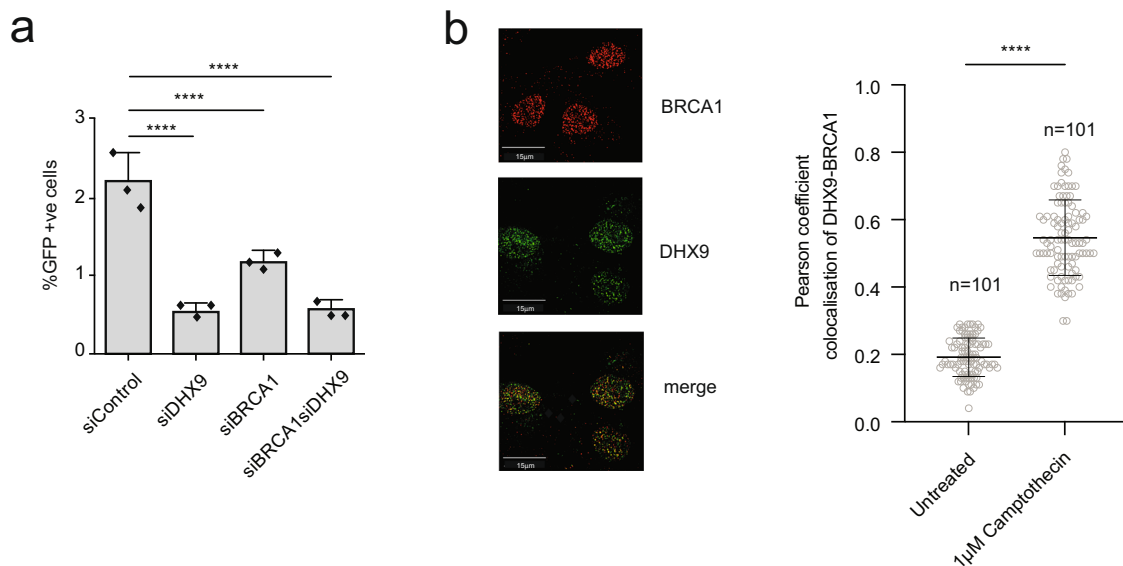 a
****
****
****
3
2
1
0
%GFP +ve cells
siControl
siDHX9
siBRCA1
siBRCA1siDHX9
b
BRCA1
15µm
DHX9
15µm
merge
15µm
****
1.0
0.8
0.6
0.4
0.2
0.0
Pearson coefficient
colocalisation of DHX9-BRCA1
n=101
n=101
Untreated
1µM Camptothecin